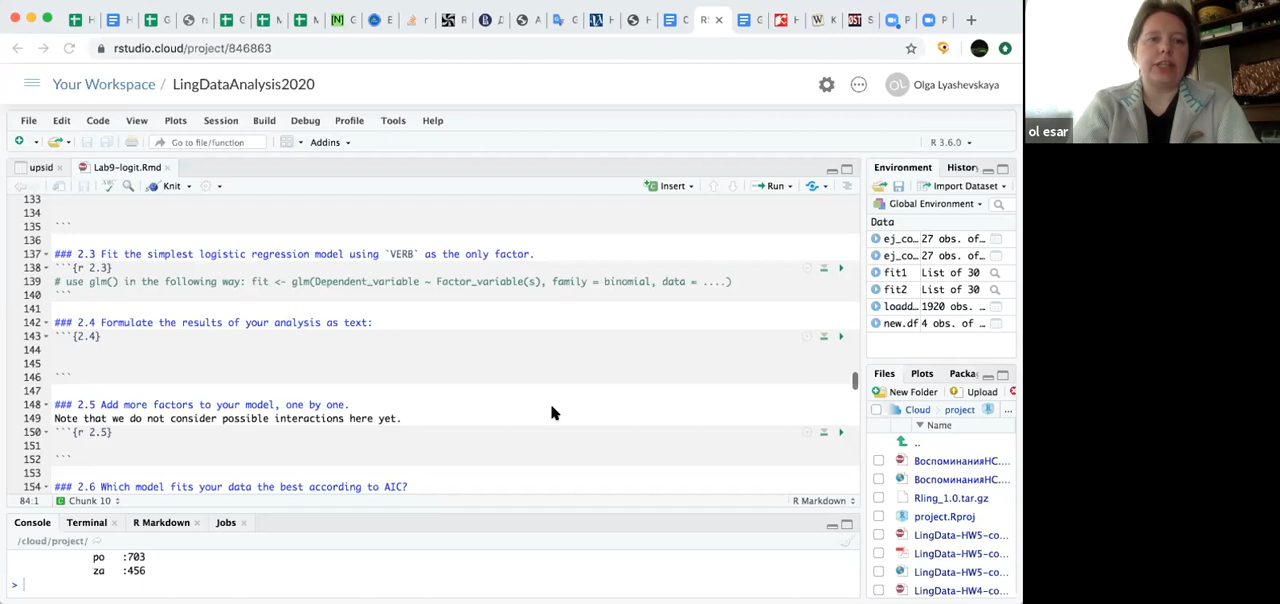 rstudio.cloud/project/846863
Your Workspace / LingDataAnalysis2020
OL Olga Lyashevskaya
ol esar
File Edit Code View Plots Session Build Debug Profile Tools Help
Go to file/function Addins R 3.6.0
upsid Lab9-logit.Rmd
Knit Insert Run
133
134
135 ```
136
137 ### 2.3 Fit the simplest logistic regression model using `VERB` as the only factor.
138 ```{r 2.3}
139 # use glm() in the following way: fit <- glm(Dependent_variable ~ Factor_variable(s), family = binomial, data = ....)
140 ```
141
142 ### 2.4 Formulate the results of your analysis as text:
143 ```{2.4}
144
145
146 ```
147
148 ### 2.5 Add more factors to your model, one by one.
149 Note that we do not consider possible interactions here yet.
150 ```{r 2.5}
151
152 ```
153
154 ### 2.6 Which model fits your data the best according to AIC?
84:1 Chunk 10 R Markdown
Console Terminal R Markdown Jobs
/cloud/project/
po :703
za :456
>
Environment Histor
Import Dataset
Global Environment
Data
ej_co… 27 obs. of…
ej_co… 27 obs. of…
fit1 List of 30
fit2 List of 30
loadd… 1920 obs. …
new.df 4 obs. of …
Files Plots Packa
New Folder Upload
Cloud project ...
Name
..
ВоспоминанияНС....
ВоспоминанияНС....
Rling_1.0.tar.gz
project.Rproj
LingData-HW5-co...
LingData-HW5-co...
LingData-HW5-co...
LingData-HW4-co...